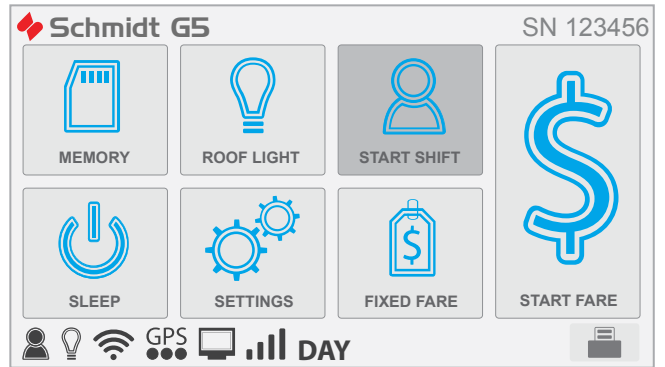 Schmidt G5 SN 123456
MEMORY ROOF LIGHT START SHIFT
SLEEP SETTINGS FIXED FARE START FARE
GPS DAY